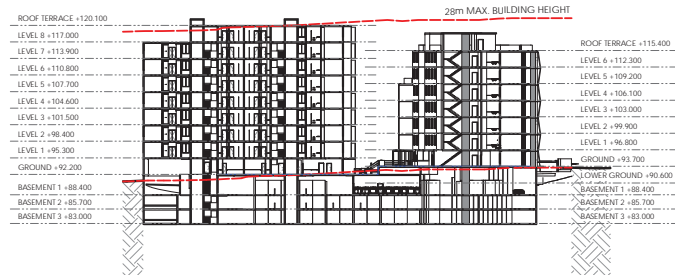 28m MAX. BUILDING HEIGHT
ROOF TERRACE +120.100
LEVEL 8 +117.000
LEVEL 7 +113.900
LEVEL 6 +110.800
LEVEL 5 +107.700
LEVEL 4 +104.600
LEVEL 3 +101.500
LEVEL 2 +98.400
LEVEL 1 +95.300
GROUND +92.200
BASEMENT 1 +88.400
BASEMENT 2 +85.700
BASEMENT 3 +83.000
ROOF TERRACE +115.400
LEVEL 6 +112.300
LEVEL 5 +109.200
LEVEL 4 +106.100
LEVEL 3 +103.000
LEVEL 2 +99.900
LEVEL 1 +96.800
GROUND +93.700
LOWER GROUND +90.600
BASEMENT 1 +88.400
BASEMENT 2 +85.700
BASEMENT 3 +83.000